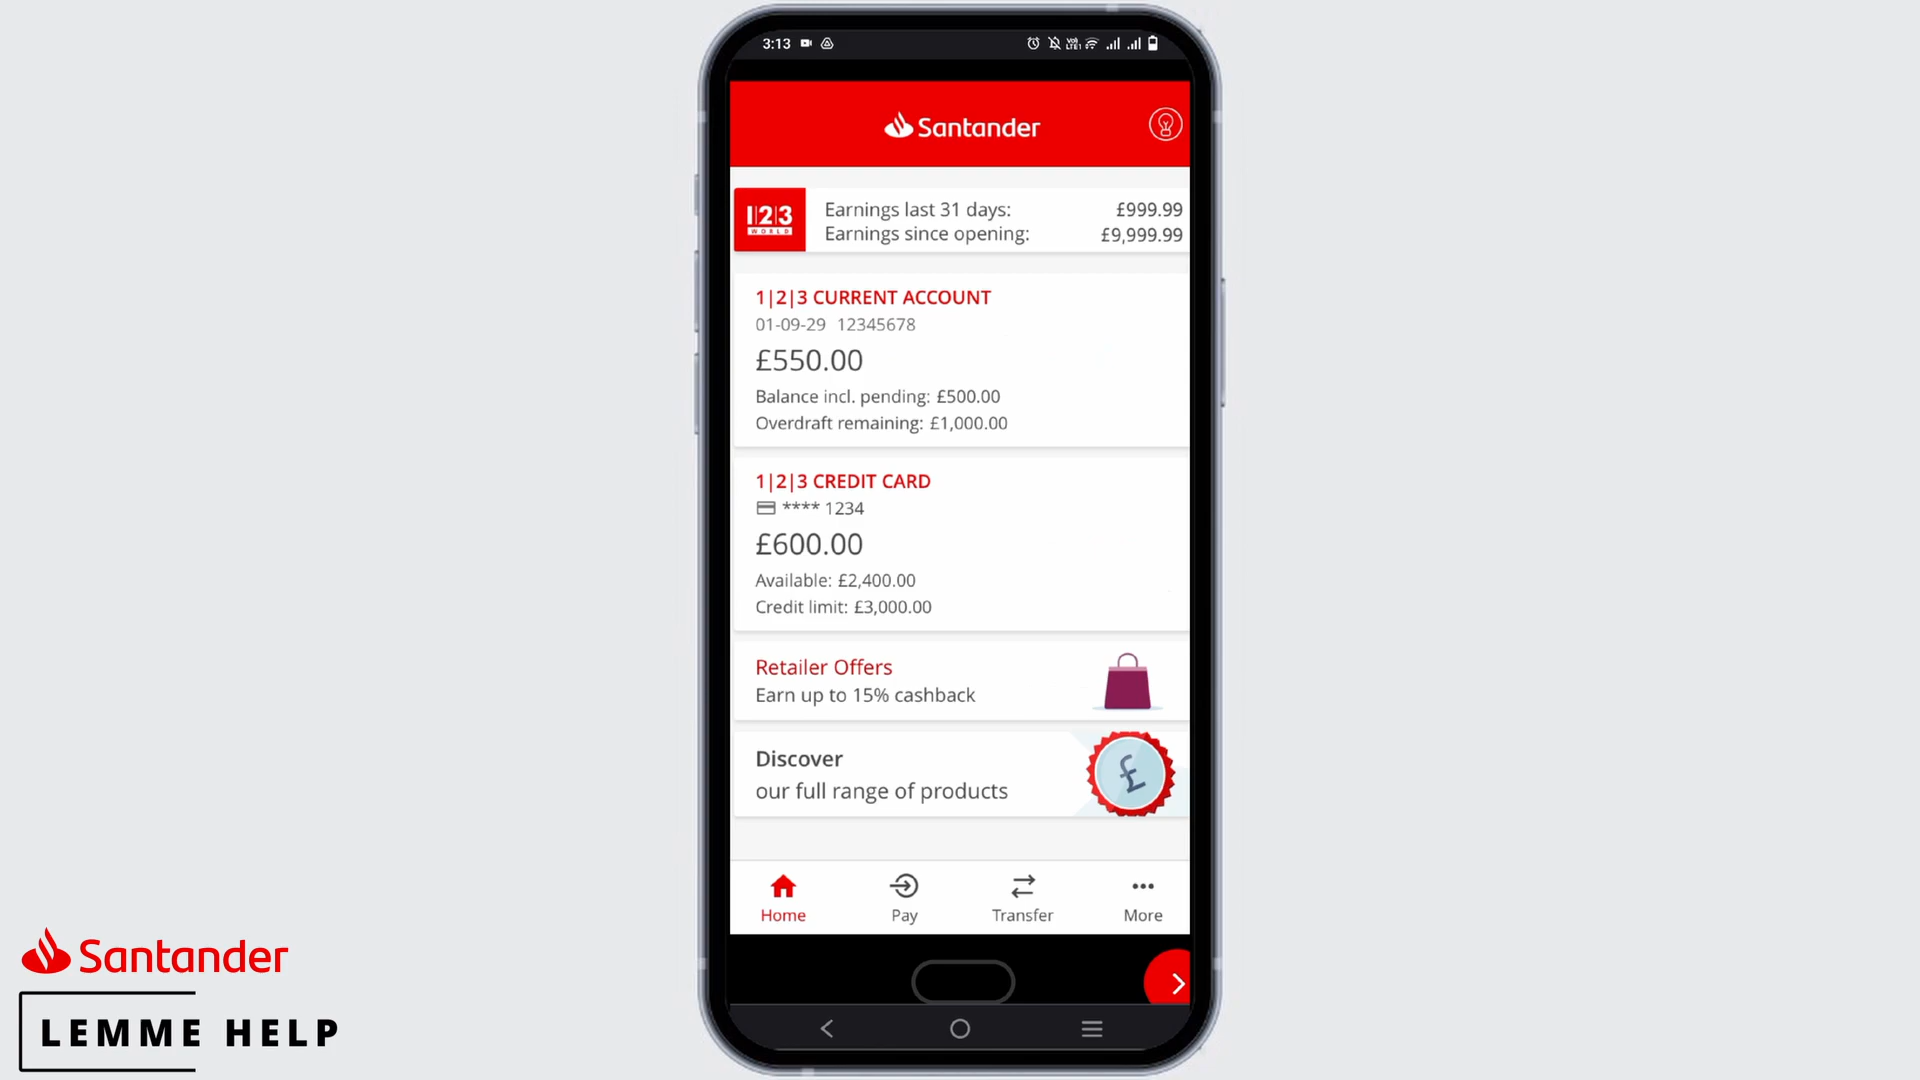 3:13
Santander
1|2|3
WORLD
Earnings last 31 days: £999.99
Earnings since opening: £9,999.99
1|2|3 CURRENT ACCOUNT
01-09-29 12345678
£550.00
Balance incl. pending: £500.00
Overdraft remaining: £1,000.00
1|2|3 CREDIT CARD
**** 1234
£600.00
Available: £2,400.00
Credit limit: £3,000.00
Retailer Offers
Earn up to 15% cashback
Discover
£
our full range of products
Home Pay Transfer More
Santander
LEMME HELP